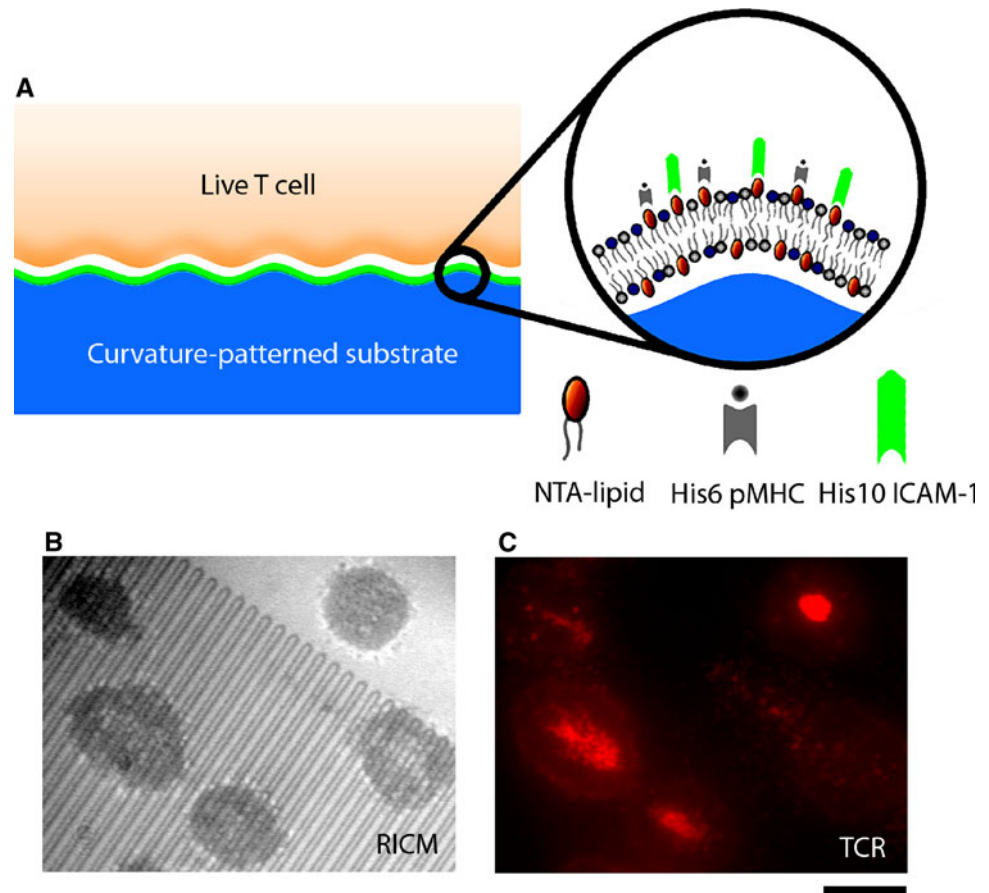 A
Live T cell
Curvature-patterned substrate
NTA-lipid His6 pMHC His10 ICAM-1
B
RICM
C
TCR